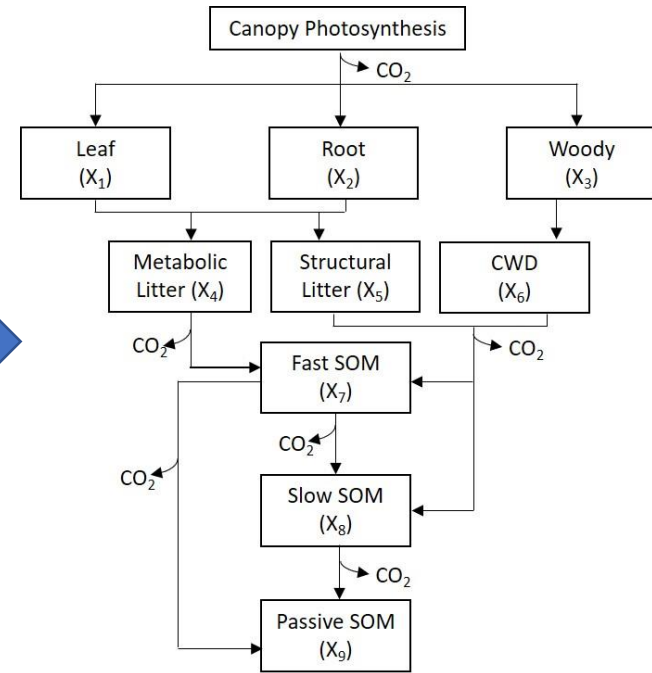 Canopy Photosynthesis
CO₂
Leaf
(X₁)
Root
(X₂)
Woody
(X₃)
Metabolic
Litter (X₄)
Structural
Litter (X₅)
CWD
(X₆)
CO₂
CO₂
Fast SOM
(X₇)
CO₂
CO₂
Slow SOM
(X₈)
CO₂
Passive SOM
(X₉)